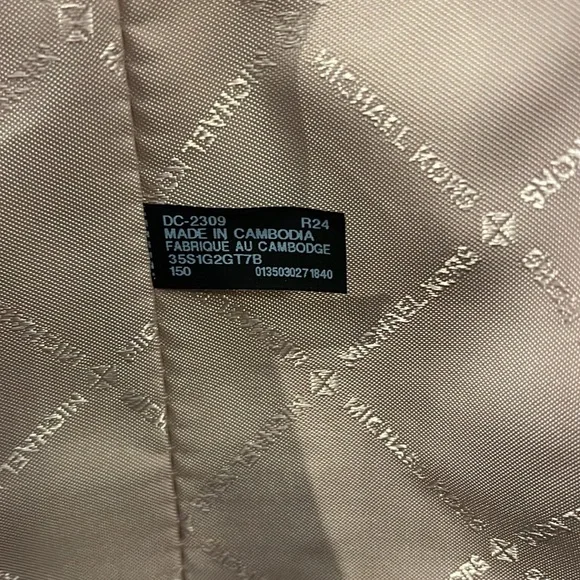 DC-2309 R24
MADE IN CAMBODIA
FABRIQUE AU CAMBODGE
35S1G2GT7B
150 0135030271840
MICHAEL KORS
MICHAEL KORS
MICHAEL KORS
MICHAEL
MICHAEL